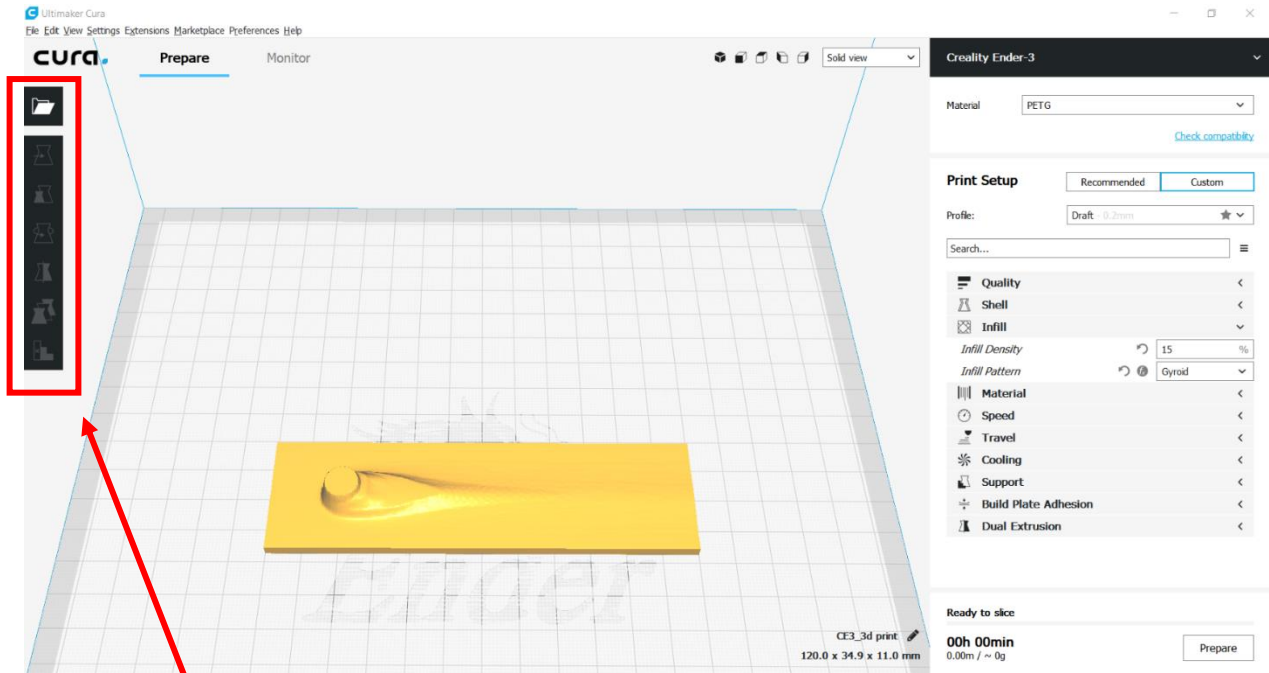 Ultimaker Cura
File Edit View Settings Extensions Marketplace Preferences Help
cura.
Prepare
Monitor
Solid view
Creality Ender-3
Material
PETG
Check compatibility
Print Setup
Recommended
Custom
Profile:
Draft - 0.2mm
Search...
Quality
Shell
Infill
Infill Density
15
%
Infill Pattern
Gyroid
Material
Speed
Travel
Cooling
Support
Build Plate Adhesion
Dual Extrusion
Ender
CE3_3d print
120.0 x 34.9 x 11.0 mm
Ready to slice
00h 00min
0.00m / ~ 0g
Prepare